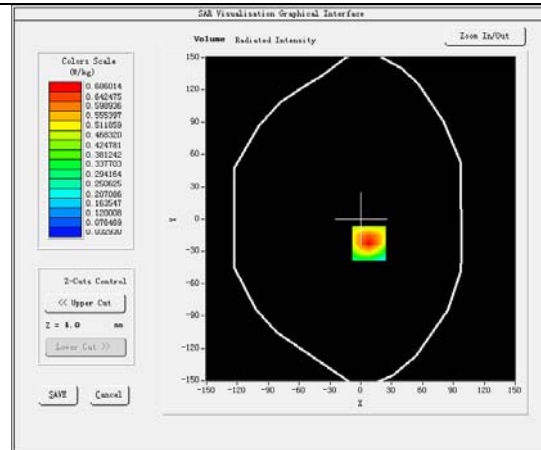 SAR Visualisation Graphical Interface
Volume Radiated Intensity
Zoom In/Out
Colors Scale
(W/kg)
0.686014
0.642475
0.598936
0.555397
0.511859
0.468320
0.424781
0.381242
0.337703
0.294164
0.250625
0.207086
0.163547
0.120008
0.076469
0.032930
Z-Cuts Control
<< Upper Cut
Z = 4.0 mm
Lower Cut >>
SAVE
Cancel
150
120
90
60
30
0
-30
-60
-90
-120
-150
Y
-150 -120 -90 -60 -30 0 30 60 90 120 150
X